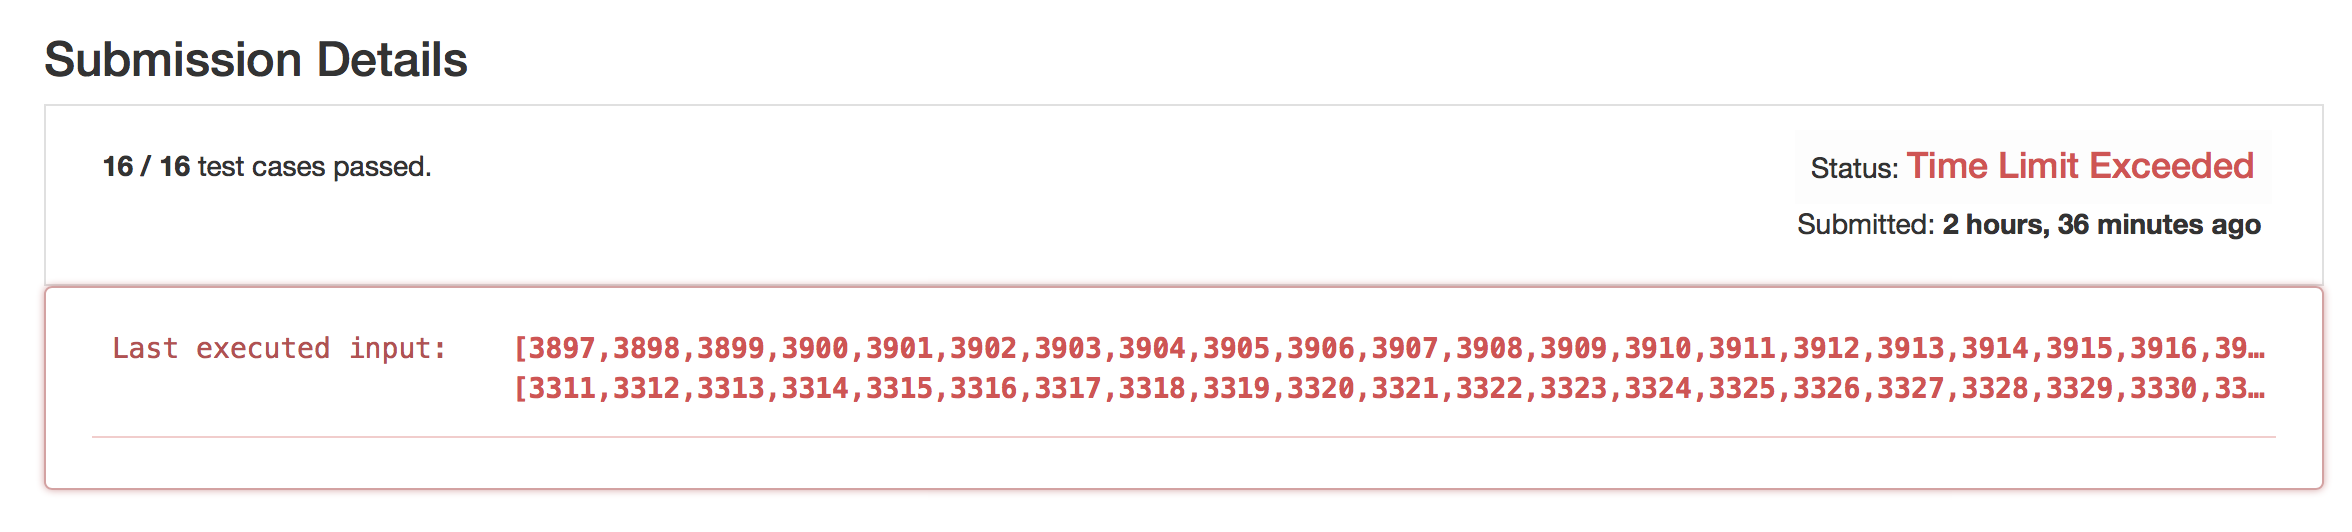 Submission Details
16 / 16 test cases passed.
Status: Time Limit Exceeded
Submitted: 2 hours, 36 minutes ago
Last executed input: [3897,3898,3899,3900,3901,3902,3903,3904,3905,3906,3907,3908,3909,3910,3911,3912,3913,3914,3915,3916,39…
[3311,3312,3313,3314,3315,3316,3317,3318,3319,3320,3321,3322,3323,3324,3325,3326,3327,3328,3329,3330,33…